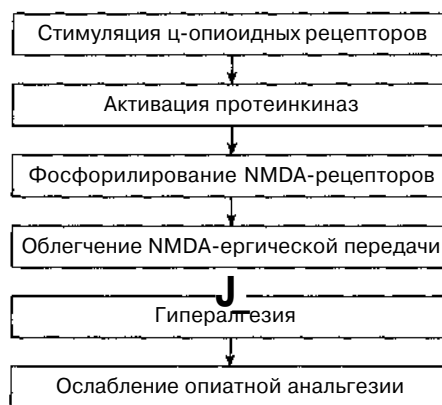 Стимуляция ц-опиоидных рецепторов
Активация протеинкиназ
Фосфорилирование NMDA-рецепторов
Облегчение NMDA-ергической передачи
J
Гипералгезия
Ослабление опиатной анальгезии